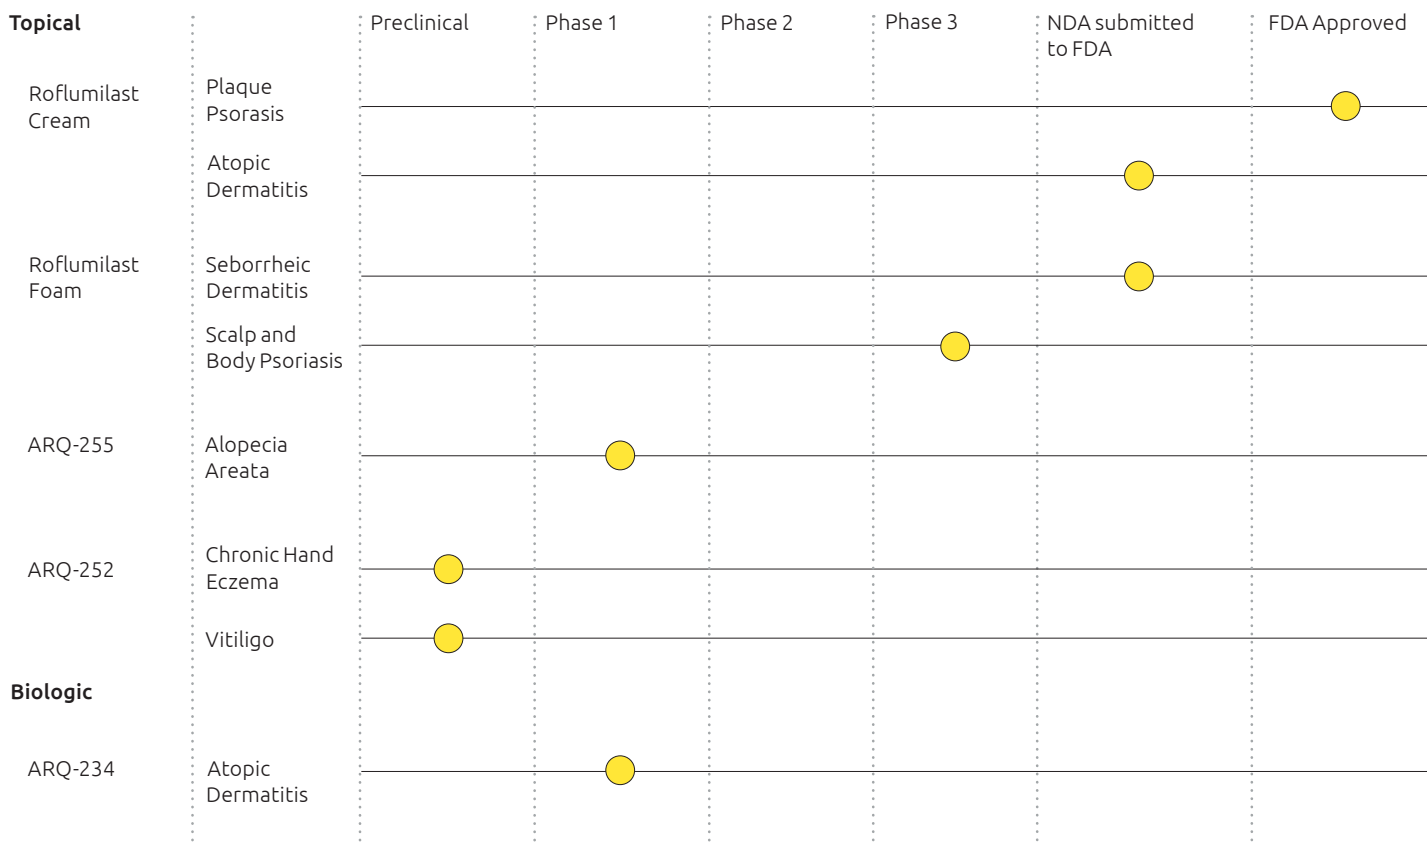 Topical
Preclinical
Phase 1
Phase 2
Phase 3
NDA submitted
to FDA
FDA Approved
Roflumilast
Cream
Plaque
Psorasis
Atopic
Dermatitis
Roflumilast
Foam
Seborrheic
Dermatitis
Scalp and
Body Psoriasis
ARQ-255
Alopecia
Areata
ARQ-252
Chronic Hand
Eczema
Vitiligo
Biologic
ARQ-234
Atopic
Dermatitis